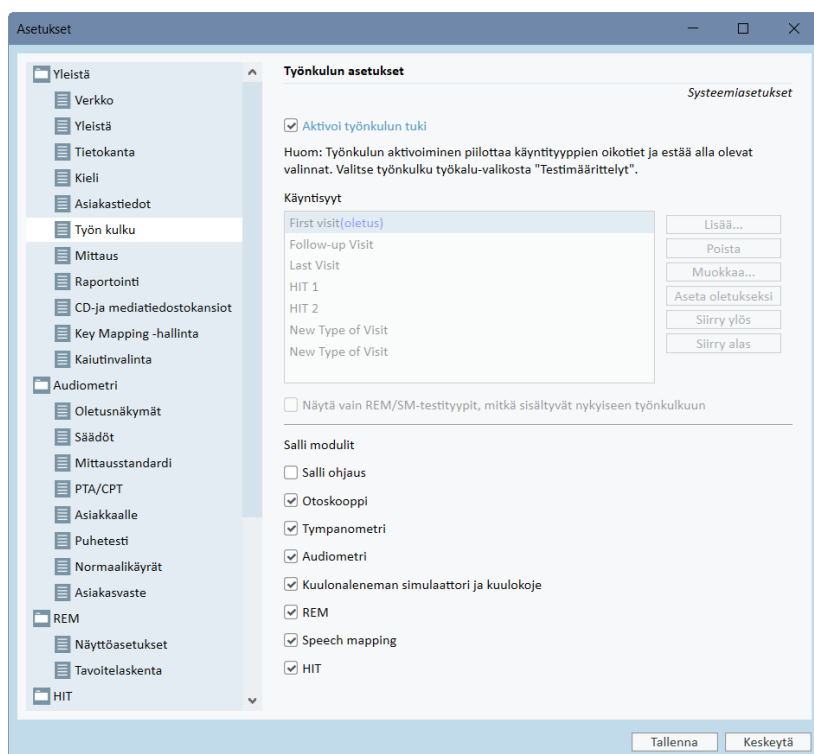 Asetukset
Yleistä
Verkko
Yleistä
Tietokanta
Kieli
Asiakastiedot
Työn kulku
Mittaus
Raportointi
CD-ja mediatiedostokansiot
Key Mapping -hallinta
Kaiutinvalinta
Audiometri
Oletusnäkymät
Säädöt
Mittausstandardi
PTA/CPT
Asiakkaalle
Puhetesti
Normaalikäyrät
Asiakasvaste
REM
Näyttöasetukset
Tavoitelaskenta
HIT
Työnkulun asetukset
Systeemiasetukset
Aktivoi työnkulun tuki
Huom: Työnkulun aktivoiminen piilottaa käyntityyppien oikotiet ja estää alla olevat
valinnat. Valitse työnkulku työkalu-valikosta "Testimäärittelyt".
Käyntisyyt
First visit(oletus)
Follow-up Visit
Last Visit
HIT 1
HIT 2
New Type of Visit
New Type of Visit
Lisää...
Poista
Muokkaa...
Aseta oletukseksi
Siirry ylös
Siirry alas
Näytä vain REM/SM-testityypit, mitkä sisältyvät nykyiseen työnkulkuun
Salli modulit
Salli ohjaus
Otoskooppi
Tympanometri
Audiometri
Kuulonaleneman simulaattori ja kuulokoje
REM
Speech mapping
HIT
Tallenna
Keskeytä